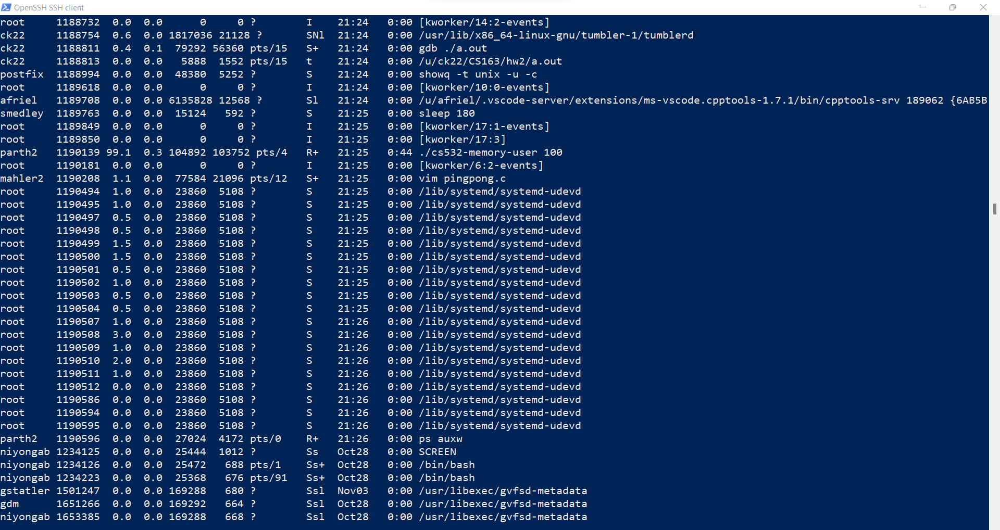 OpenSSH SSH client
root     1188732  0.0  0.0      0     0 ?        I    21:24   0:00 [kworker/14:2-events]
ck22     1188754  0.6  0.0 1817036 21128 ?       SNl  21:24   0:00 /usr/lib/x86_64-linux-gnu/tumbler-1/tumblerd
ck22     1188811  0.4  0.1  79292 56360 pts/15   S+   21:24   0:00 gdb ./a.out
ck22     1188813  0.0  0.0   5888  1552 pts/15   t    21:24   0:00 /u/ck22/CS163/hw2/a.out
postfix  1188994  0.0  0.0  48380  5252 ?        S    21:24   0:00 showq -t unix -u -c
root     1189618  0.0  0.0      0     0 ?        I    21:24   0:00 [kworker/10:0-events]
afriel   1189708  0.0  0.0 6135828 12568 ?       Sl   21:24   0:00 /u/afriel/.vscode-server/extensions/ms-vscode.cpptools-1.7.1/bin/cpptools-srv 189062 {6AB5B
smedley  1189763  0.0  0.0  15124   592 ?        S    21:25   0:00 sleep 180
root     1189849  0.0  0.0      0     0 ?        I    21:25   0:00 [kworker/17:1-events]
root     1189850  0.0  0.0      0     0 ?        I    21:25   0:00 [kworker/17:3]
parth2   1190139 99.1  0.3 104892 103752 pts/4   R+   21:25   0:44 ./cs532-memory-user 100
root     1190181  0.0  0.0      0     0 ?        I    21:25   0:00 [kworker/6:2-events]
mahler2  1190208  1.1  0.0  77584 21096 pts/12   S+   21:25   0:00 vim pingpong.c
root     1190494  1.0  0.0  23860  5108 ?        S    21:25   0:00 /lib/systemd/systemd-udevd
root     1190495  1.0  0.0  23860  5108 ?        S    21:25   0:00 /lib/systemd/systemd-udevd
root     1190497  0.5  0.0  23860  5108 ?        S    21:25   0:00 /lib/systemd/systemd-udevd
root     1190498  0.5  0.0  23860  5108 ?        S    21:25   0:00 /lib/systemd/systemd-udevd
root     1190499  1.5  0.0  23860  5108 ?        S    21:25   0:00 /lib/systemd/systemd-udevd
root     1190500  1.5  0.0  23860  5108 ?        S    21:25   0:00 /lib/systemd/systemd-udevd
root     1190501  0.5  0.0  23860  5108 ?        S    21:25   0:00 /lib/systemd/systemd-udevd
root     1190502  1.0  0.0  23860  5108 ?        S    21:25   0:00 /lib/systemd/systemd-udevd
root     1190503  0.5  0.0  23860  5108 ?        S    21:25   0:00 /lib/systemd/systemd-udevd
root     1190504  0.5  0.0  23860  5108 ?        S    21:25   0:00 /lib/systemd/systemd-udevd
root     1190507  1.0  0.0  23860  5108 ?        S    21:26   0:00 /lib/systemd/systemd-udevd
root     1190508  3.0  0.0  23860  5108 ?        S    21:26   0:00 /lib/systemd/systemd-udevd
root     1190509  1.0  0.0  23860  5108 ?        S    21:26   0:00 /lib/systemd/systemd-udevd
root     1190510  2.0  0.0  23860  5108 ?        S    21:26   0:00 /lib/systemd/systemd-udevd
root     1190511  1.0  0.0  23860  5108 ?        S    21:26   0:00 /lib/systemd/systemd-udevd
root     1190512  0.0  0.0  23860  5108 ?        S    21:26   0:00 /lib/systemd/systemd-udevd
root     1190586  0.0  0.0  23860  5108 ?        S    21:26   0:00 /lib/systemd/systemd-udevd
root     1190594  0.0  0.0  23860  5108 ?        S    21:26   0:00 /lib/systemd/systemd-udevd
root     1190595  0.0  0.0  23860  5108 ?        S    21:26   0:00 /lib/systemd/systemd-udevd
parth2   1190596  0.0  0.0  27024  4172 pts/0    R+   21:26   0:00 ps auxw
niyongab 1234125  0.0  0.0  25444  1012 ?        Ss   Oct28   0:00 SCREEN
niyongab 1234126  0.0  0.0  25472   688 pts/1    Ss+  Oct28   0:00 /bin/bash
niyongab 1234223  0.0  0.0  25368   676 pts/91   Ss+  Oct28   0:00 /bin/bash
gstatler 1501247  0.0  0.0 169288   680 ?        Ssl  Nov03   0:00 /usr/libexec/gvfsd-metadata
gdm      1651266  0.0  0.0 169292   664 ?        Ssl  Oct28   0:00 /usr/libexec/gvfsd-metadata
niyongab 1653385  0.0  0.0 169288   668 ?        Ssl  Oct28   0:00 /usr/libexec/gvfsd-metadata